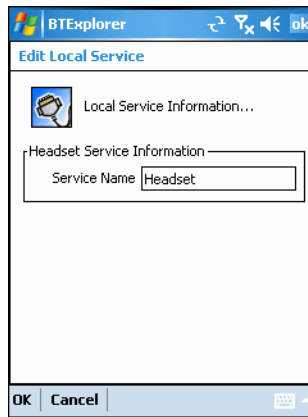 BTExplorer ok
Edit Local Service
Local Service Information...
Headset Service Information
Service Name Headset
OK Cancel